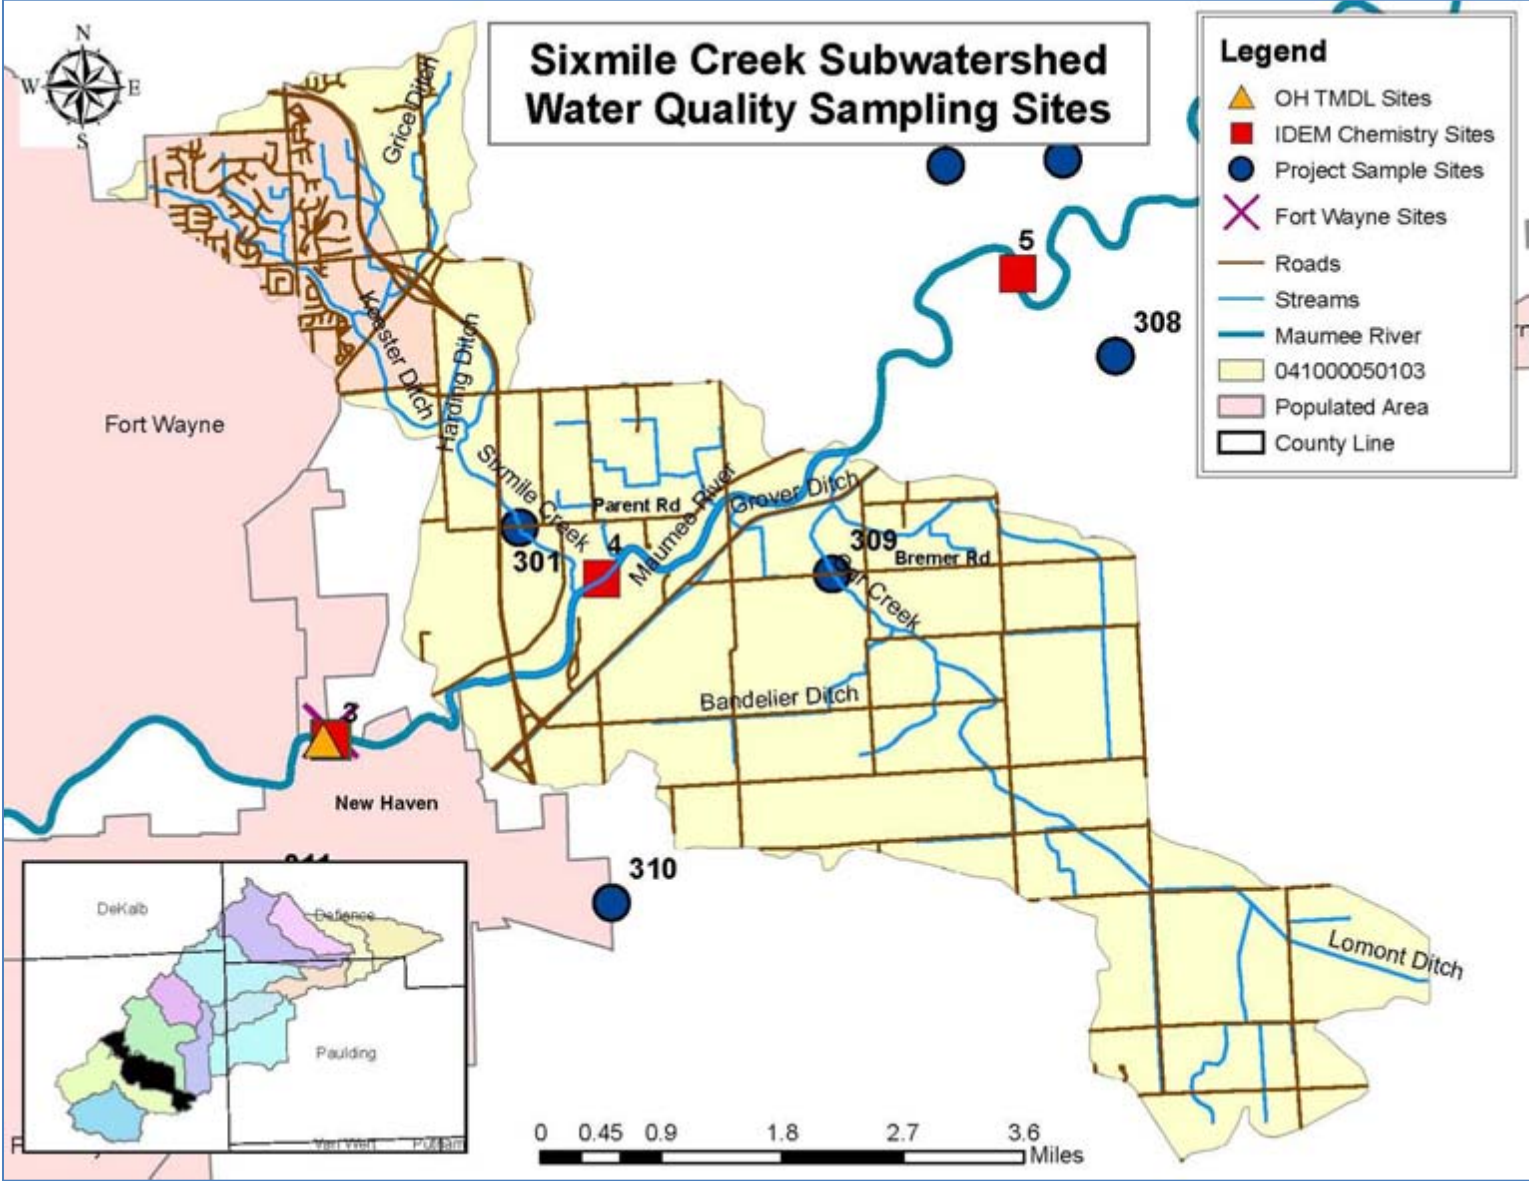 Sixmile Creek Subwatershed
Water Quality Sampling Sites
N
W
E
S
Legend
OH TMDL Sites
IDEM Chemistry Sites
Project Sample Sites
Fort Wayne Sites
Roads
Streams
Maumee River
041000050103
Populated Area
County Line
Grice Ditch
5
308
Koester Ditch
Harding Ditch
Fort Wayne
Sixmile Creek
Parent Rd
Maumee River
Grover Ditch
301
4
309
Bremer Rd
Creek
Bandelier Ditch
3
New Haven
310
Lomont Ditch
DeKalb
Defiance
Paulding
Van Wert
Putnam
0
0.45
0.9
1.8
2.7
3.6
Miles